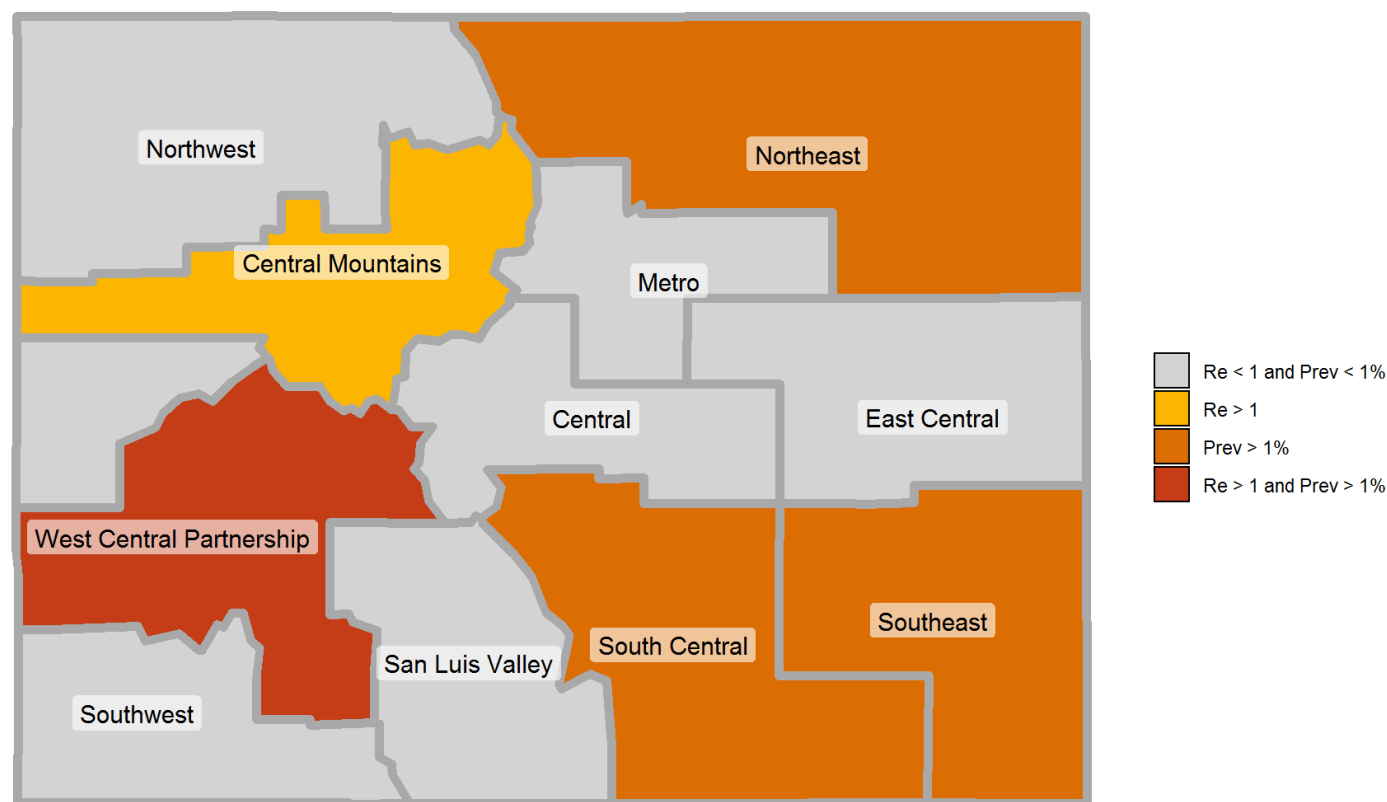 Northwest
Northeast
Central Mountains
Metro
Central
East Central
West Central Partnership
Southeast
South Central
San Luis Valley
Southwest
Re < 1 and Prev < 1%
Re > 1
Prev > 1%
Re > 1 and Prev > 1%